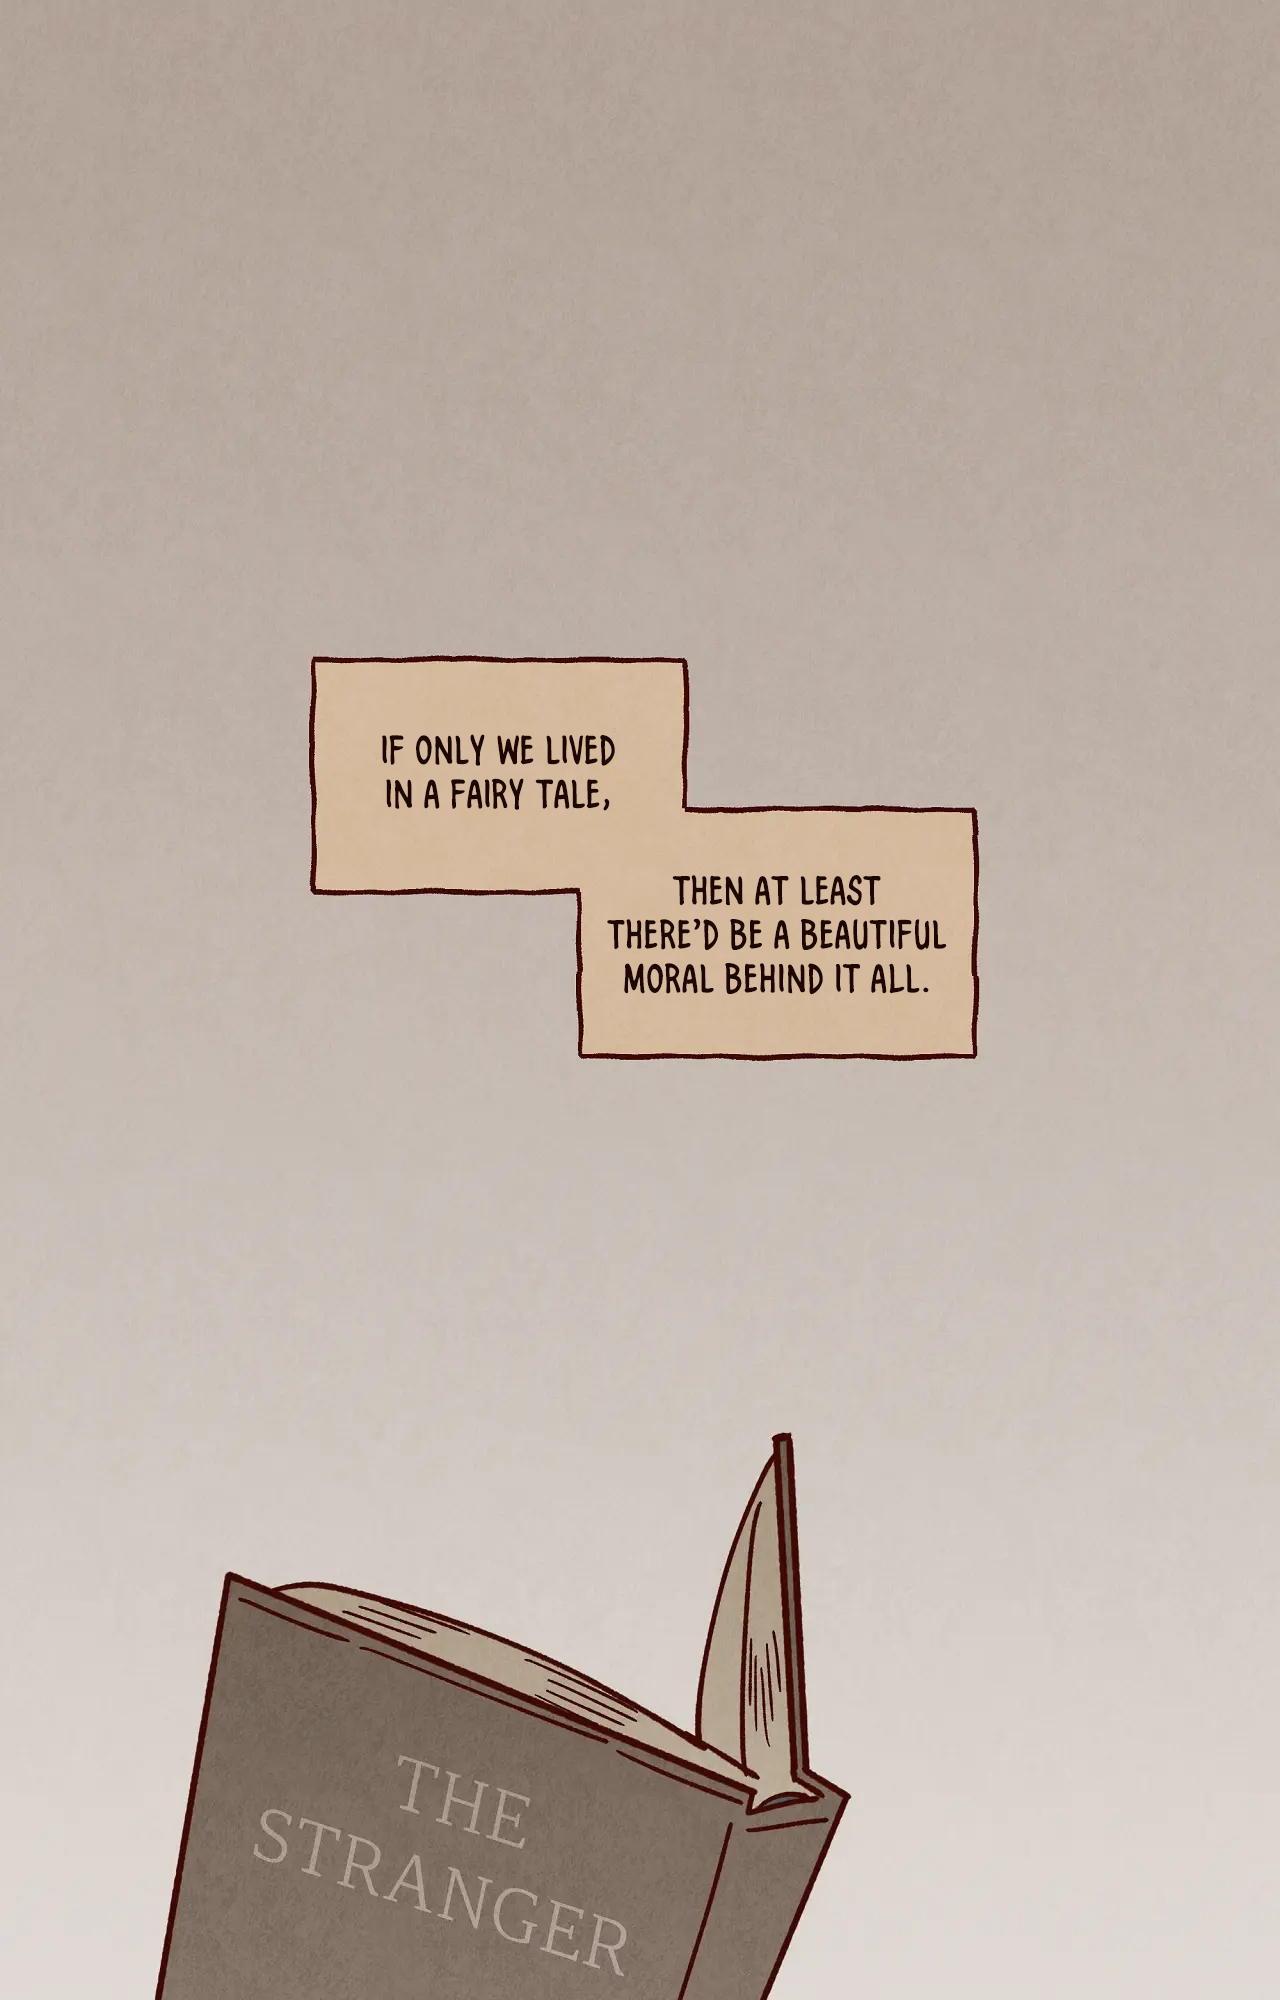 IF ONLY WE LIVED
IN A FAIRY TALE,
THEN AT LEAST
THERE'D BE A BEAUTIFUL
MORAL BEHIND IT ALL.
THE
STRANGER